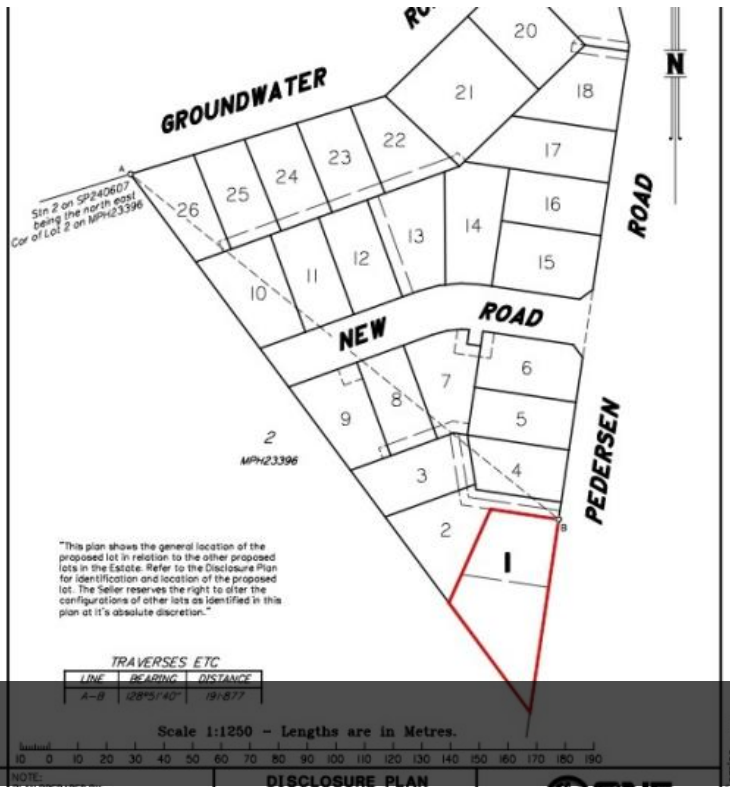 20
N
GROUNDWATER
21
18
22
23
17
24
A
25
Stn 2 on SP240607
being the north east
Cor of Lot 2 on MPH23396
26
16
ROAD
14
13
15
12
11
10
NEW ROAD
6
7
8
9
5
PEDERSEN
2
MPH23396
3
4
B
2
1
"This plan shows the general location of the
proposed lot in relation to the other proposed
lots in the Estate. Refer to the Disclosure Plan
for identification and location of the proposed
lot. The Seller reserves the right to alter the
configurations of other lots as identified in this
plan at it's absolute discretion."
TRAVERSES ETC
LINE BEARING DISTANCE
A-B 128°51'40" 191·877
Scale 1:1250 - Lengths are in Metres.
10 0 10 20 30 40 50 60 70 80 90 100 110 120 130 140 150 160 170 180 190
NOTE:
DISCLOSURE PLAN